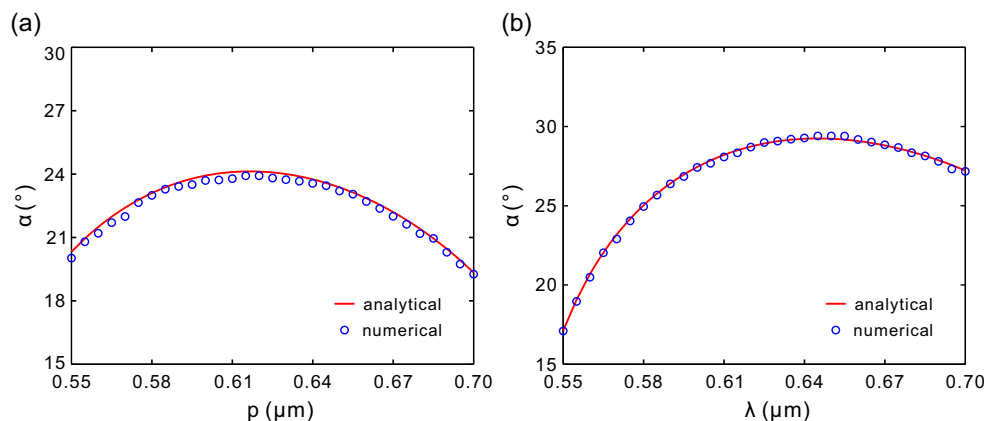 (a)
30
27
24
21
18
15
α (°)
analytical
numerical
0.55 0.58 0.61 0.64 0.67 0.70
p (μm)
(b)
35
30
25
20
15
α (°)
analytical
numerical
0.55 0.58 0.61 0.64 0.67 0.70
λ (μm)